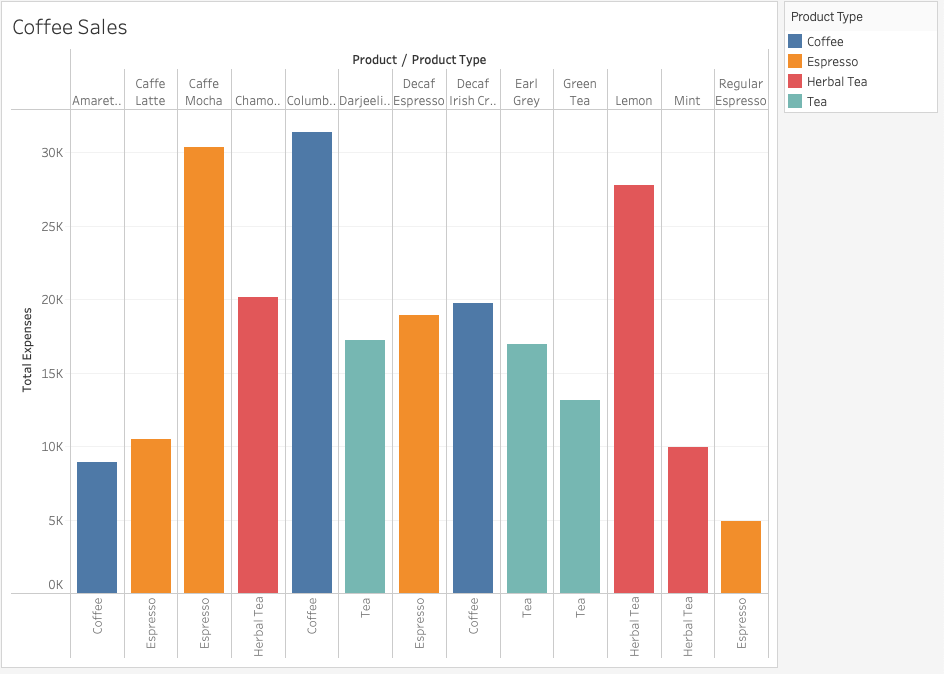 Coffee Sales
Product / Product Type
Amaret..
Caffe
Latte
Caffe
Mocha
Chamo..
Columb..
Darjeeli..
Decaf
Espresso
Decaf
Irish Cr..
Earl
Grey
Green
Tea
Lemon
Mint
Regular
Espresso
30K
25K
20K
15K
10K
5K
0K
Total Expenses
Coffee
Espresso
Espresso
Herbal Tea
Coffee
Tea
Espresso
Coffee
Tea
Tea
Herbal Tea
Herbal Tea
Espresso
Product Type
Coffee
Espresso
Herbal Tea
Tea